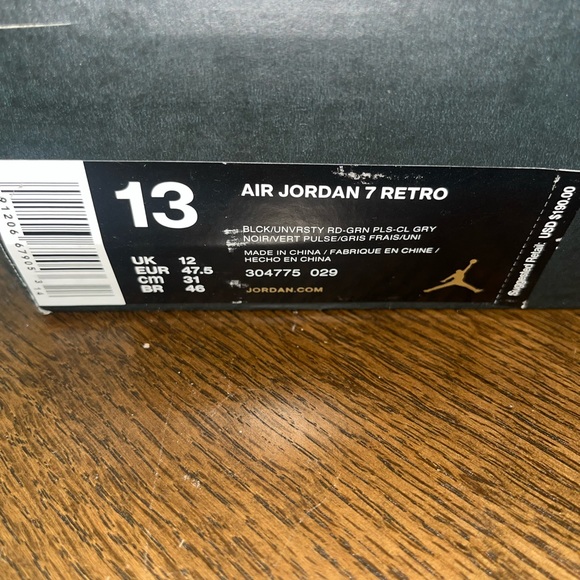 13
AIR JORDAN 7 RETRO
BLCK/UNVRSTY RD-GRN PLS-CL GRY
NOIR/VERT PULSE/GRIS FRAIS/UNI
MADE IN CHINA / FABRIQUE EN CHINE /
HECHO EN CHINA
304775 029
JORDAN.COM
UK 12
EUR 47.5
CM 31
BR 46
Suggested Retail: USD $190.00